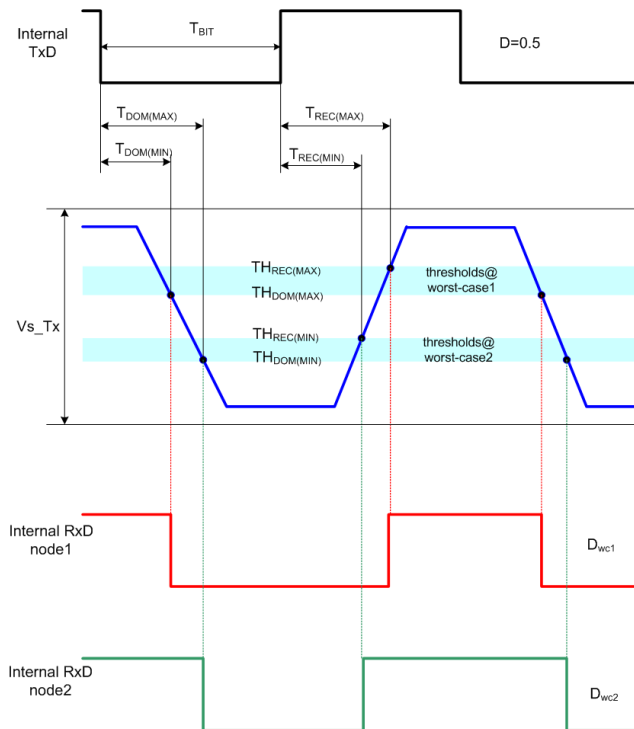 Internal
TxD
T_BIT
D=0.5
T_DOM(MAX)
T_REC(MAX)
T_DOM(MIN)
T_REC(MIN)
TH_REC(MAX)
thresholds@
worst-case1
TH_DOM(MAX)
Vs_Tx
TH_REC(MIN)
thresholds@
worst-case2
TH_DOM(MIN)
Internal RxD
node1
D_wc1
Internal RxD
node2
D_wc2